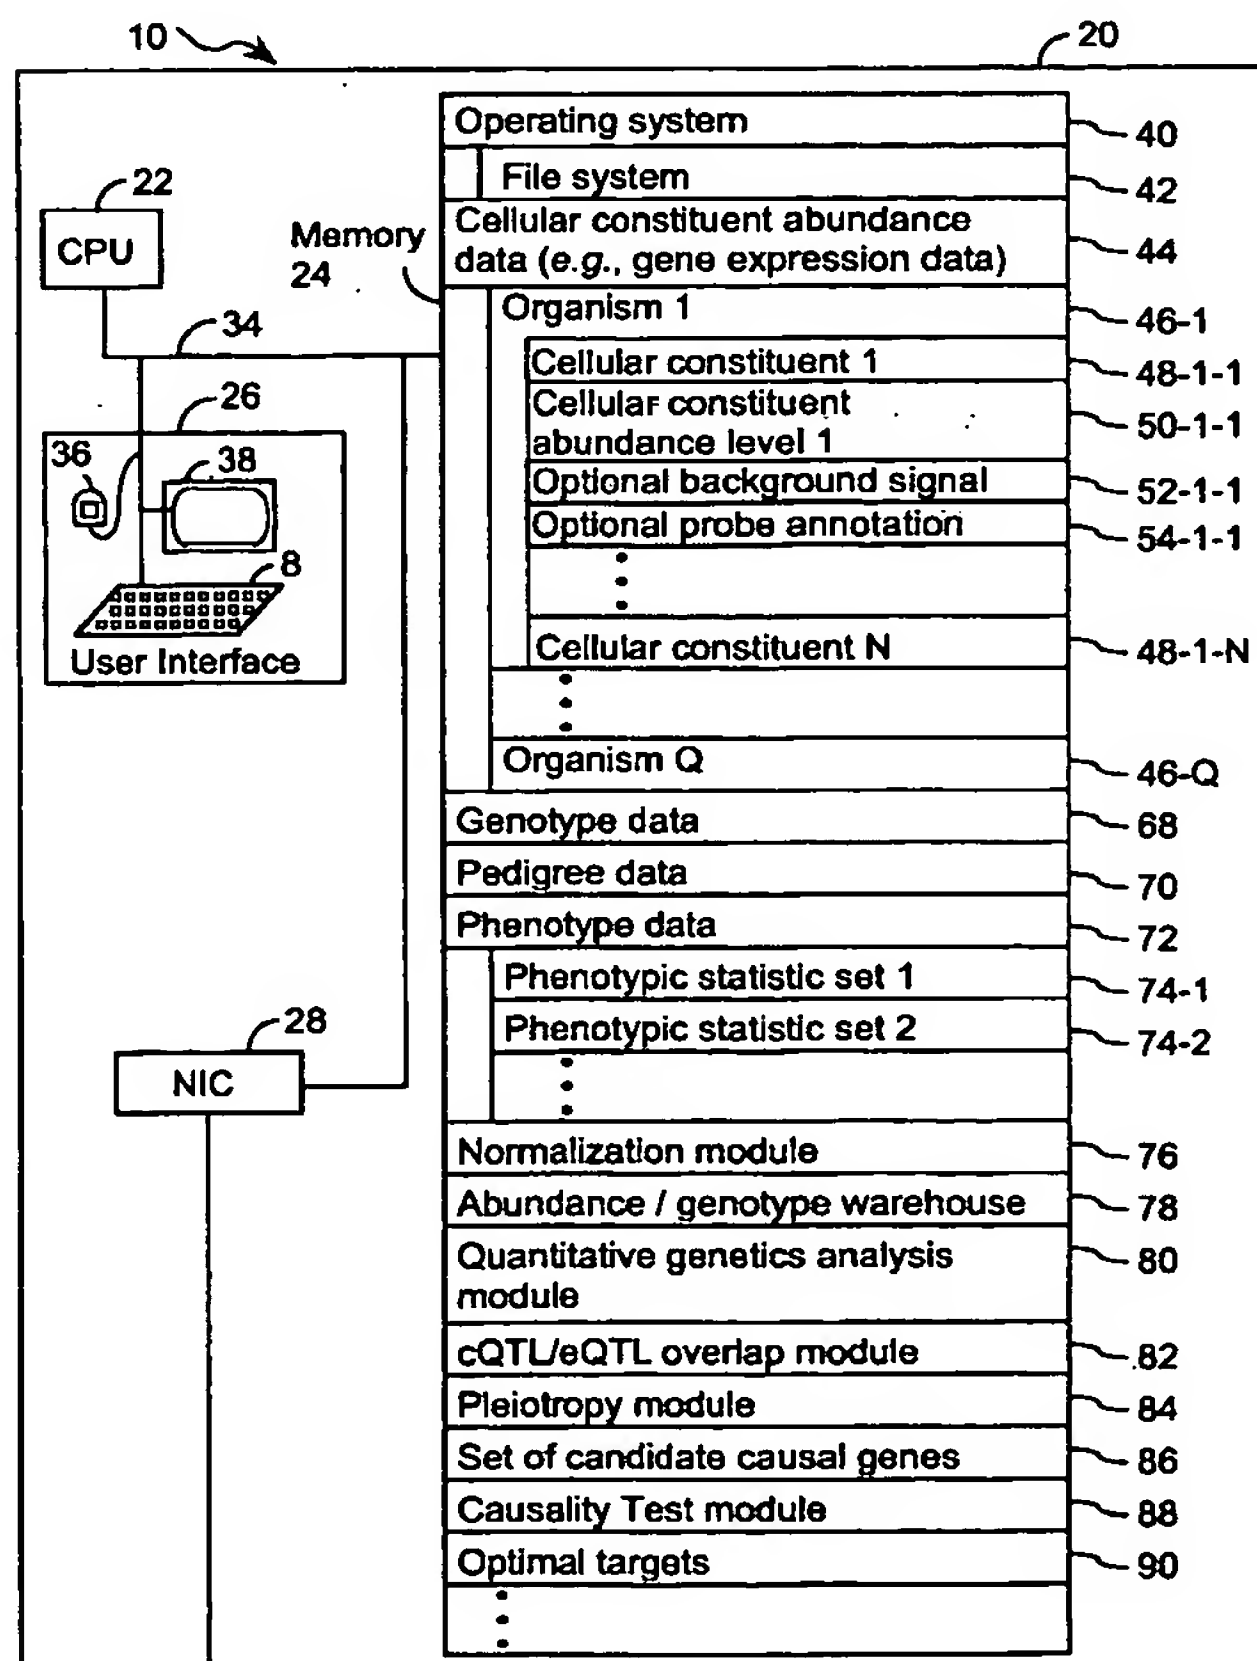 10
20
22
CPU
Memory
24
34
26
36
38
8
User Interface
28
NIC
Operating system 40
File system 42
Cellular constituent abundance
data (e.g., gene expression data) 44
Organism 1 46-1
Cellular constituent 1 48-1-1
Cellular constituent
abundance level 1 50-1-1
Optional background signal 52-1-1
Optional probe annotation 54-1-1
Cellular constituent N 48-1-N
Organism Q 46-Q
Genotype data 68
Pedigree data 70
Phenotype data 72
Phenotypic statistic set 1 74-1
Phenotypic statistic set 2 74-2
Normalization module 76
Abundance / genotype warehouse 78
Quantitative genetics analysis
module 80
cQTL/eQTL overlap module 82
Pleiotropy module 84
Set of candidate causal genes 86
Causality Test module 88
Optimal targets 90